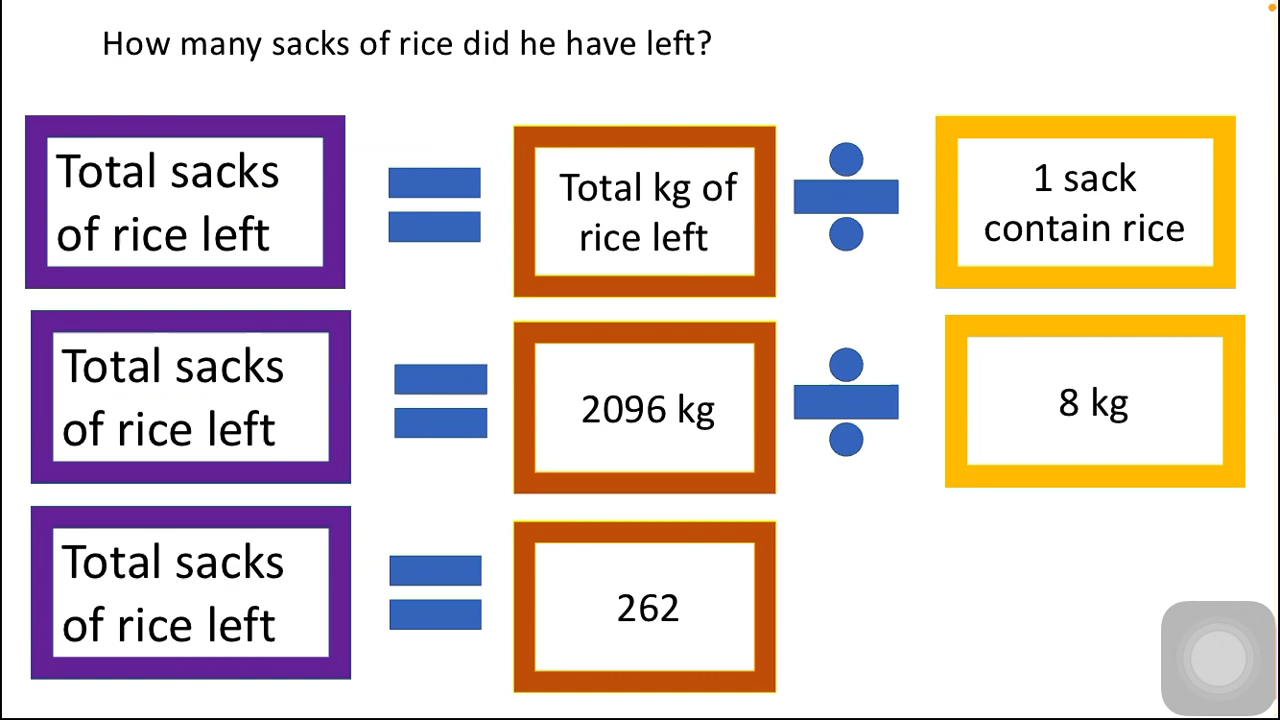 How many sacks of rice did he have left?
Total sacks
of rice left
Total kg of
rice left
1 sack
contain rice
Total sacks
of rice left
2096 kg
8 kg
Total sacks
of rice left
262